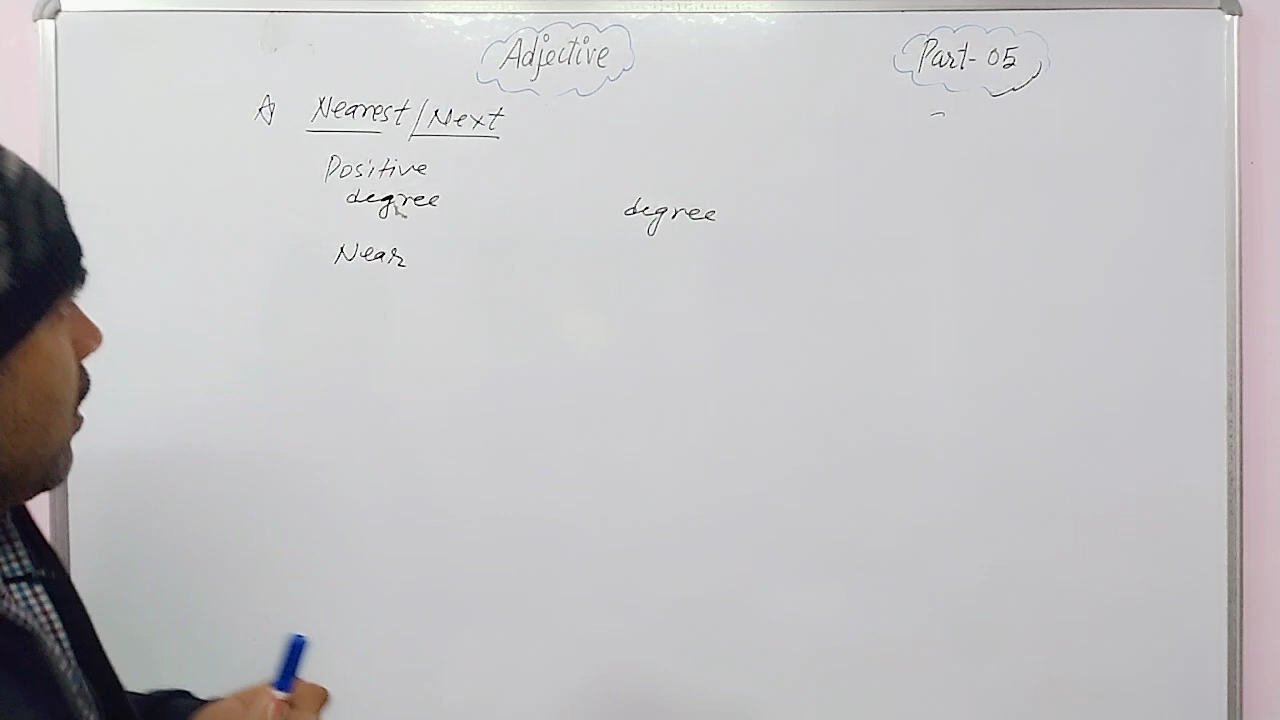 Adjective
Part-05
A Nearest/Next
Positive
degree
degree
Near